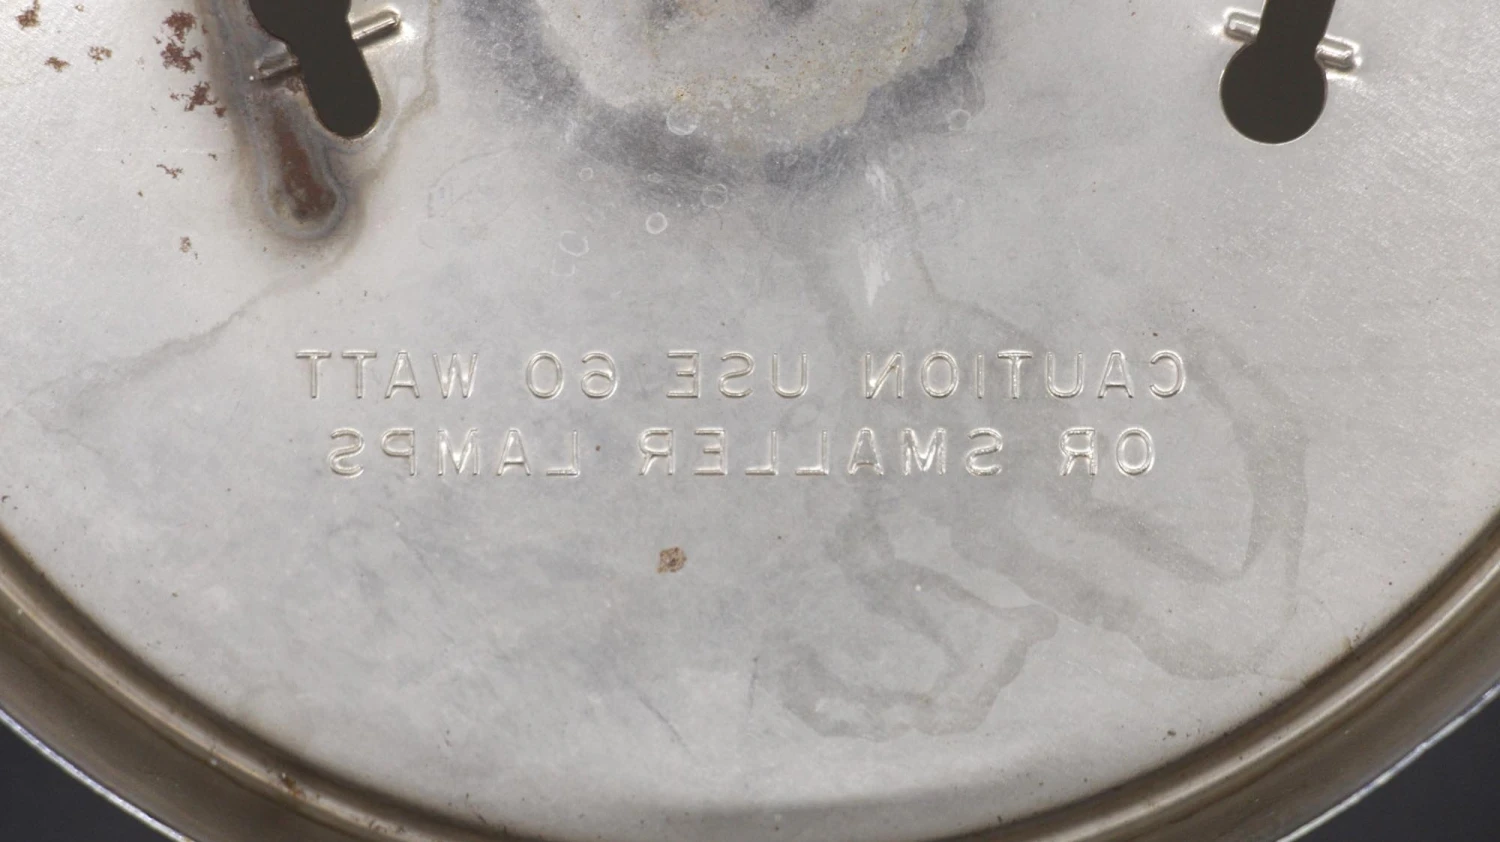 CAUTION USE 60 WATT
OR SMALLER LAMPS